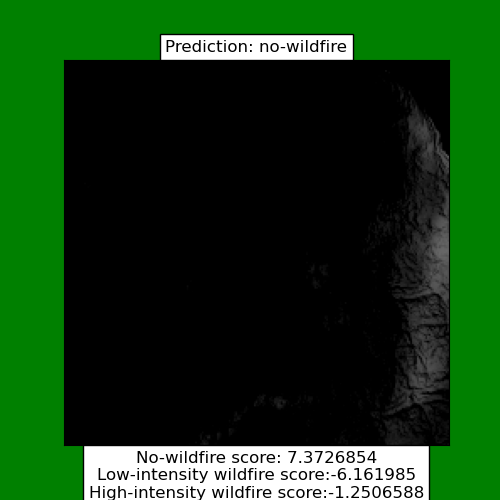 Prediction: no-wildfire
No-wildfire score: 7.3726854
Low-intensity wildfire score:-6.161985
High-intensity wildfire score:-1.2506588